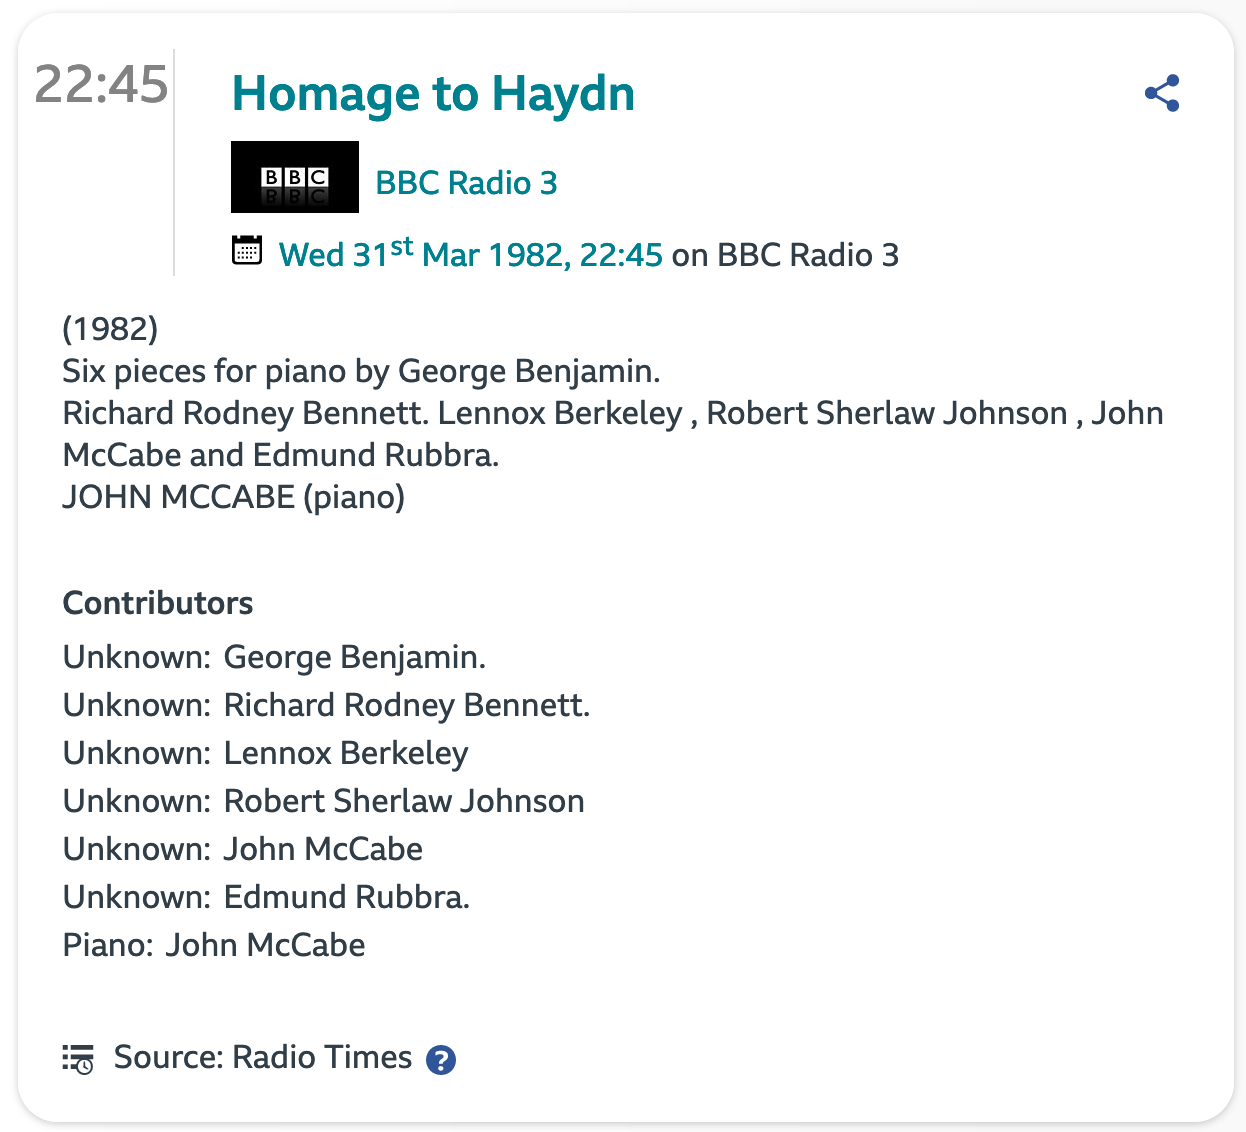 22:45
Homage to Haydn
BBC
BBC Radio 3
Wed 31st Mar 1982, 22:45 on BBC Radio 3
(1982)
Six pieces for piano by George Benjamin.
Richard Rodney Bennett. Lennox Berkeley , Robert Sherlaw Johnson , John
McCabe and Edmund Rubbra.
JOHN MCCABE (piano)
Contributors
Unknown: George Benjamin.
Unknown: Richard Rodney Bennett.
Unknown: Lennox Berkeley
Unknown: Robert Sherlaw Johnson
Unknown: John McCabe
Unknown: Edmund Rubbra.
Piano: John McCabe
Source: Radio Times ?